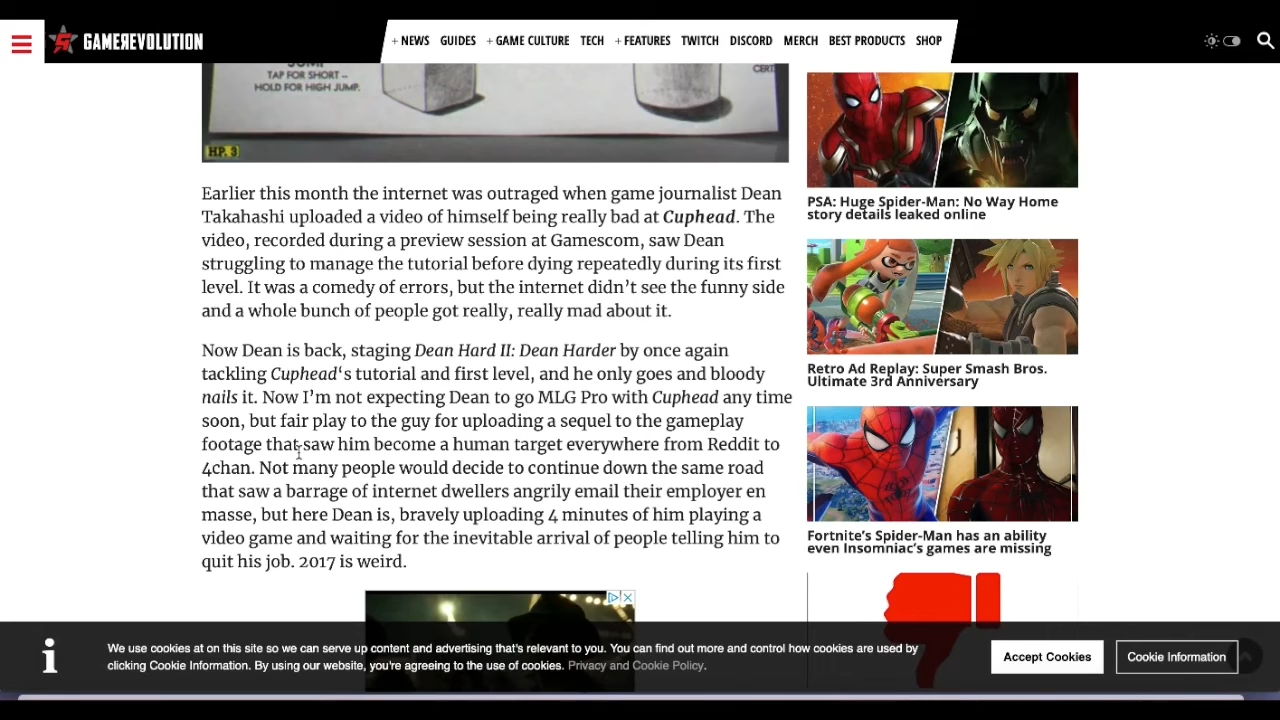 GAMEREVOLUTION
+ NEWS GUIDES + GAME CULTURE TECH + FEATURES TWITCH DISCORD MERCH BEST PRODUCTS SHOP
JUMP
TAP FOR SHORT –
HOLD FOR HIGH JUMP.
CERT
HP. 3
Earlier this month the internet was outraged when game journalist Dean
Takahashi uploaded a video of himself being really bad at Cuphead. The
video, recorded during a preview session at Gamescom, saw Dean
struggling to manage the tutorial before dying repeatedly during its first
level. It was a comedy of errors, but the internet didn’t see the funny side
and a whole bunch of people got really, really mad about it.
Now Dean is back, staging Dean Hard II: Dean Harder by once again
tackling Cuphead‘s tutorial and first level, and he only goes and bloody
nails it. Now I’m not expecting Dean to go MLG Pro with Cuphead any time
soon, but fair play to the guy for uploading a sequel to the gameplay
footage that saw him become a human target everywhere from Reddit to
4chan. Not many people would decide to continue down the same road
that saw a barrage of internet dwellers angrily email their employer en
masse, but here Dean is, bravely uploading 4 minutes of him playing a
video game and waiting for the inevitable arrival of people telling him to
quit his job. 2017 is weird.
PSA: Huge Spider-Man: No Way Home
story details leaked online
Retro Ad Replay: Super Smash Bros.
Ultimate 3rd Anniversary
Fortnite’s Spider-Man has an ability
even Insomniac’s games are missing
We use cookies at on this site so we can serve up content and advertising that's relevant to you. You can find out more and control how cookies are used by
clicking Cookie Information. By using our website, you're agreeing to the use of cookies. Privacy and Cookie Policy.
Accept Cookies
Cookie Information